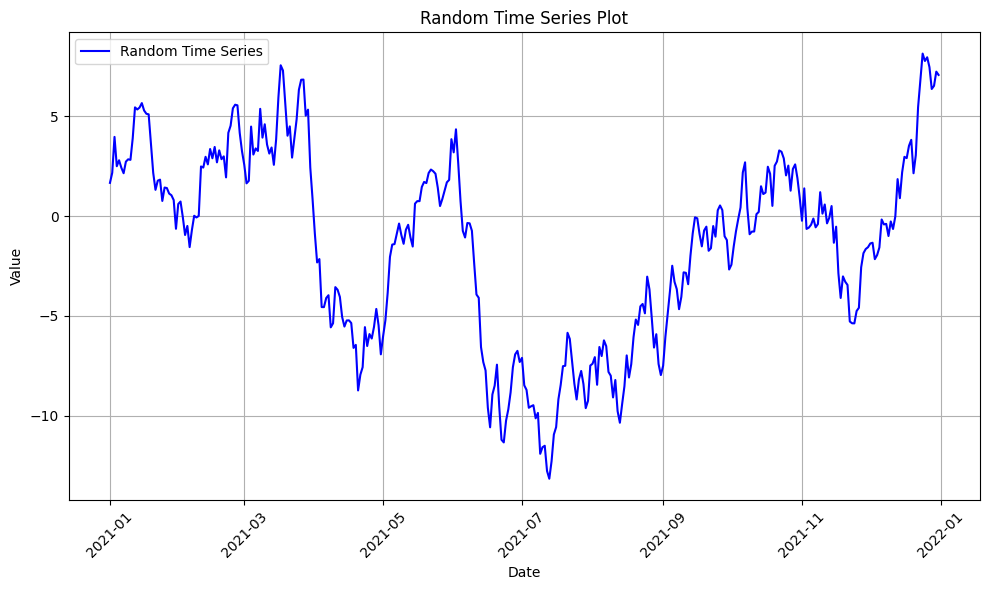 Random Time Series Plot
Random Time Series
Value
5
0
−5
−10
2021-01
2021-03
2021-05
2021-07
2021-09
2021-11
2022-01
Date